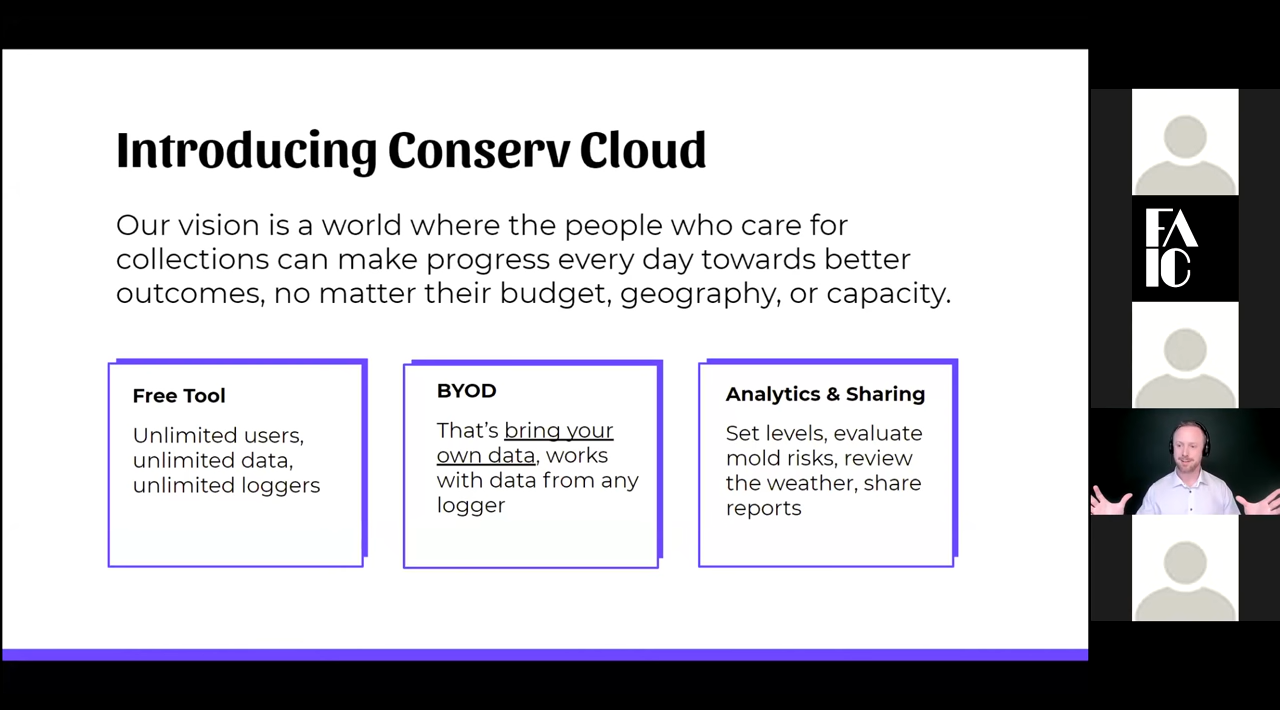 Introducing Conserv Cloud
Our vision is a world where the people who care for
collections can make progress every day towards better
outcomes, no matter their budget, geography, or capacity.
Free Tool
Unlimited users,
unlimited data,
unlimited loggers
BYOD
That's bring your
own data, works
with data from any
logger
Analytics & Sharing
Set levels, evaluate
mold risks, review
the weather, share
reports
FA
IC